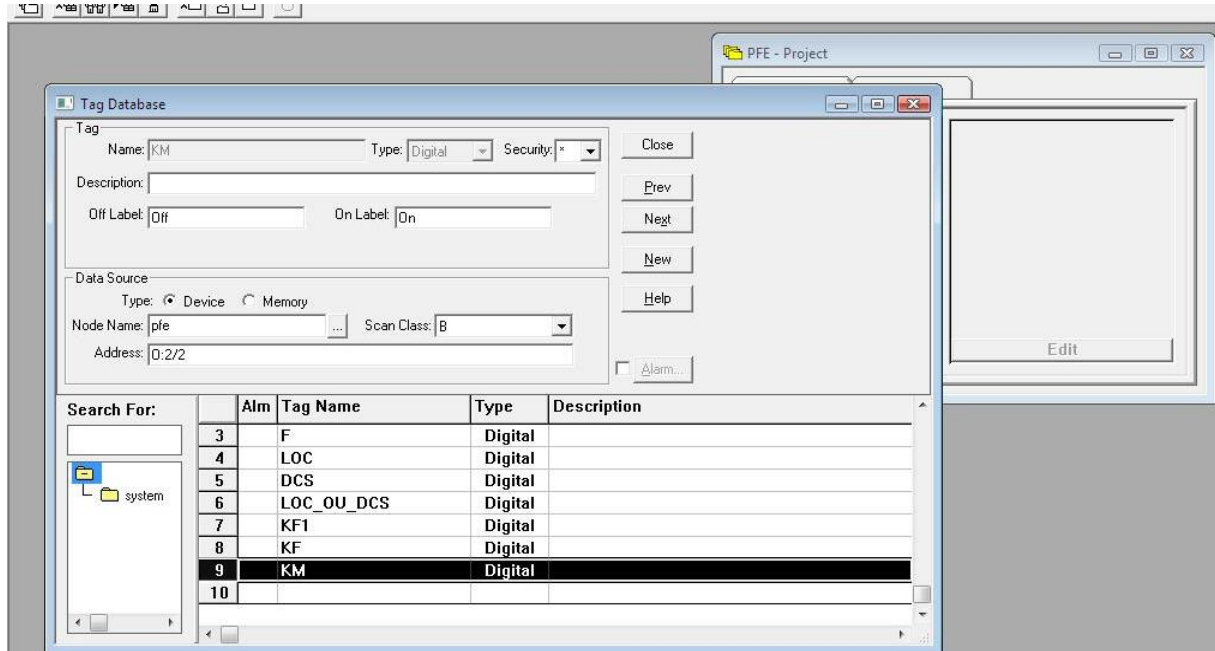 PFE - Project
Tag Database
Tag
Name: KM Type: Digital Security: * Close
Description: Prev
Off Label: Off On Label: On Next
New
Data Source
Type: Device Memory Help
Node Name: pfe ... Scan Class: B
Address: O:2/2 Edit
Alarm...
Search For: Alm Tag Name Type Description
3 F Digital
4 LOC Digital
5 DCS Digital
system 6 LOC_OU_DCS Digital
7 KF1 Digital
8 KF Digital
9 KM Digital
10